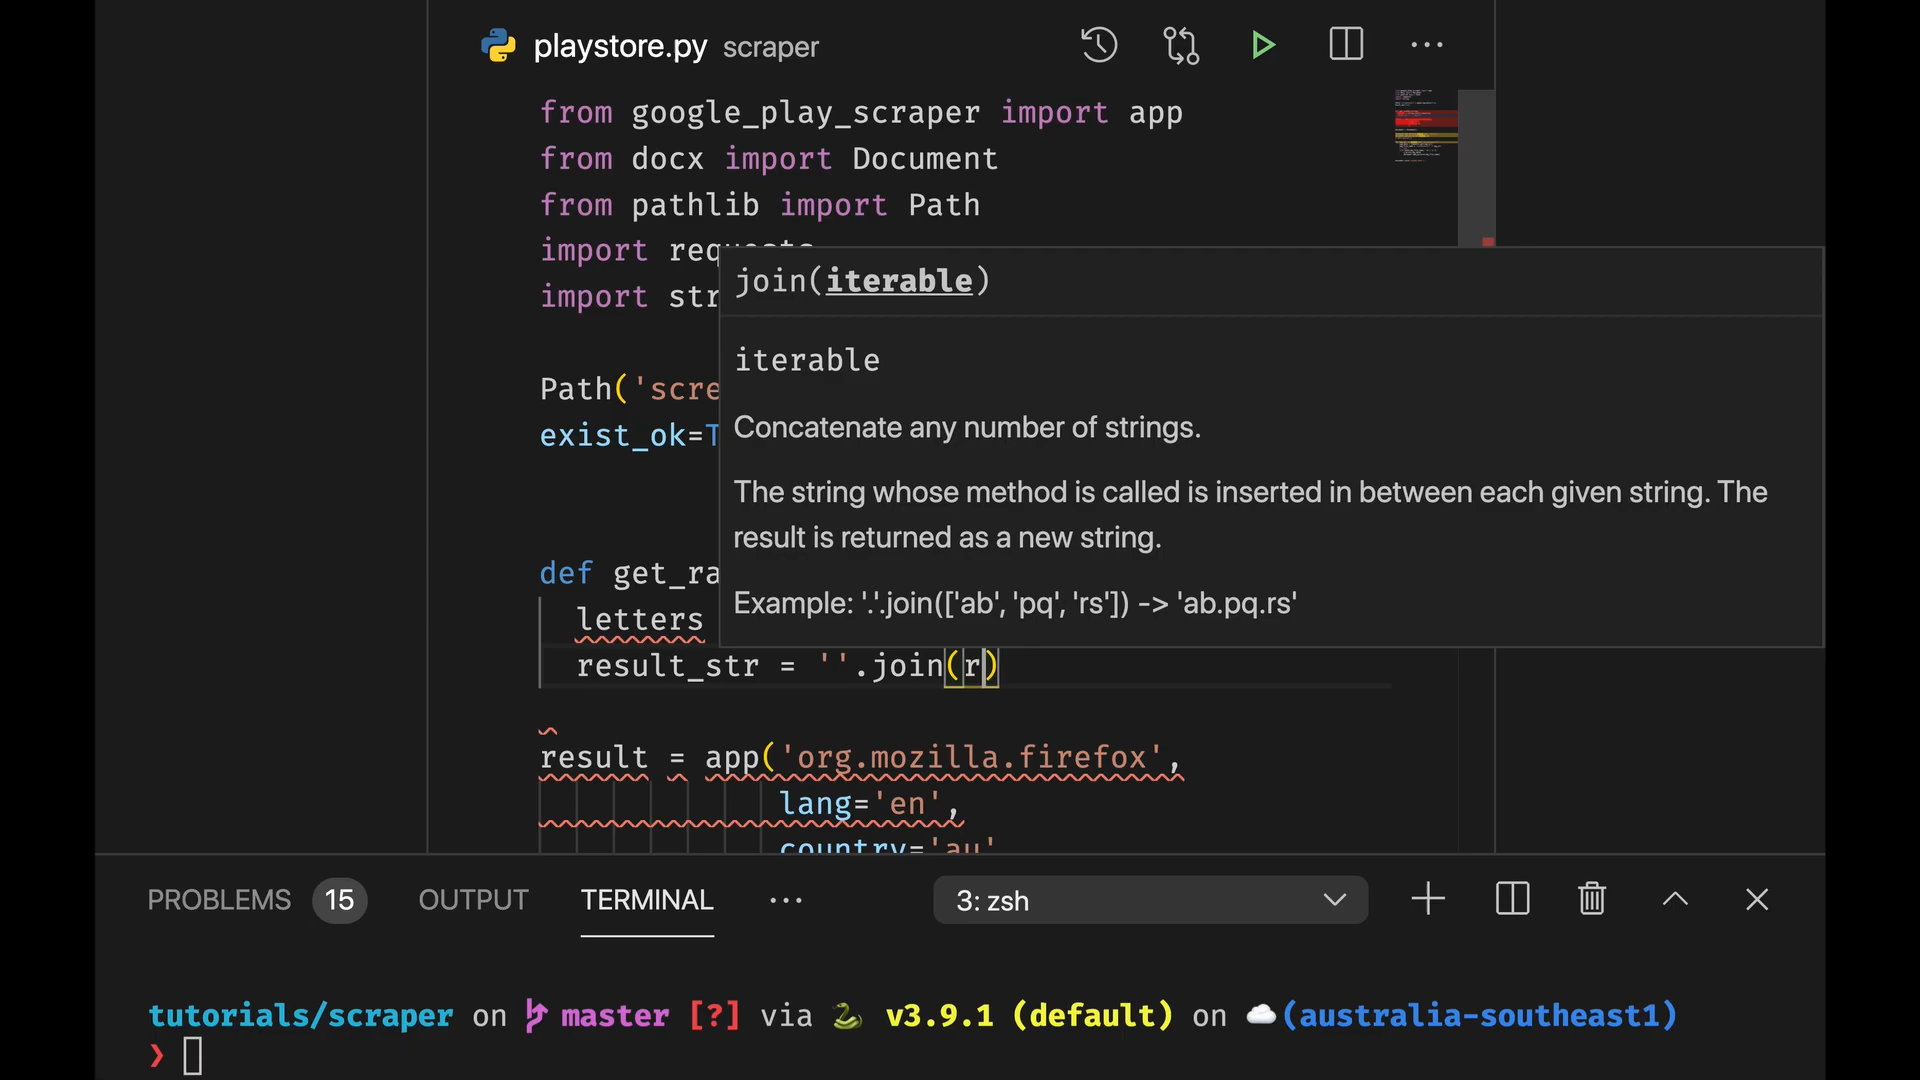 playstore.py scraper
from google_play_scraper import app
from docx import Document
from pathlib import Path
import requests
import str
join(iterable)
iterable
Path('scre
Concatenate any number of strings.
exist_ok=T
The string whose method is called is inserted in between each given string. The
result is returned as a new string.
def get_ra
Example: '.'.join(['ab', 'pq', 'rs']) -> 'ab.pq.rs'
letters
result_str = ''.join(r)
result = app('org.mozilla.firefox',
lang='en',
country='au'
PROBLEMS 15 OUTPUT TERMINAL ··· 3: zsh
tutorials/scraper on master [?] via 🐍 v3.9.1 (default) on ☁️(australia-southeast1)
❯